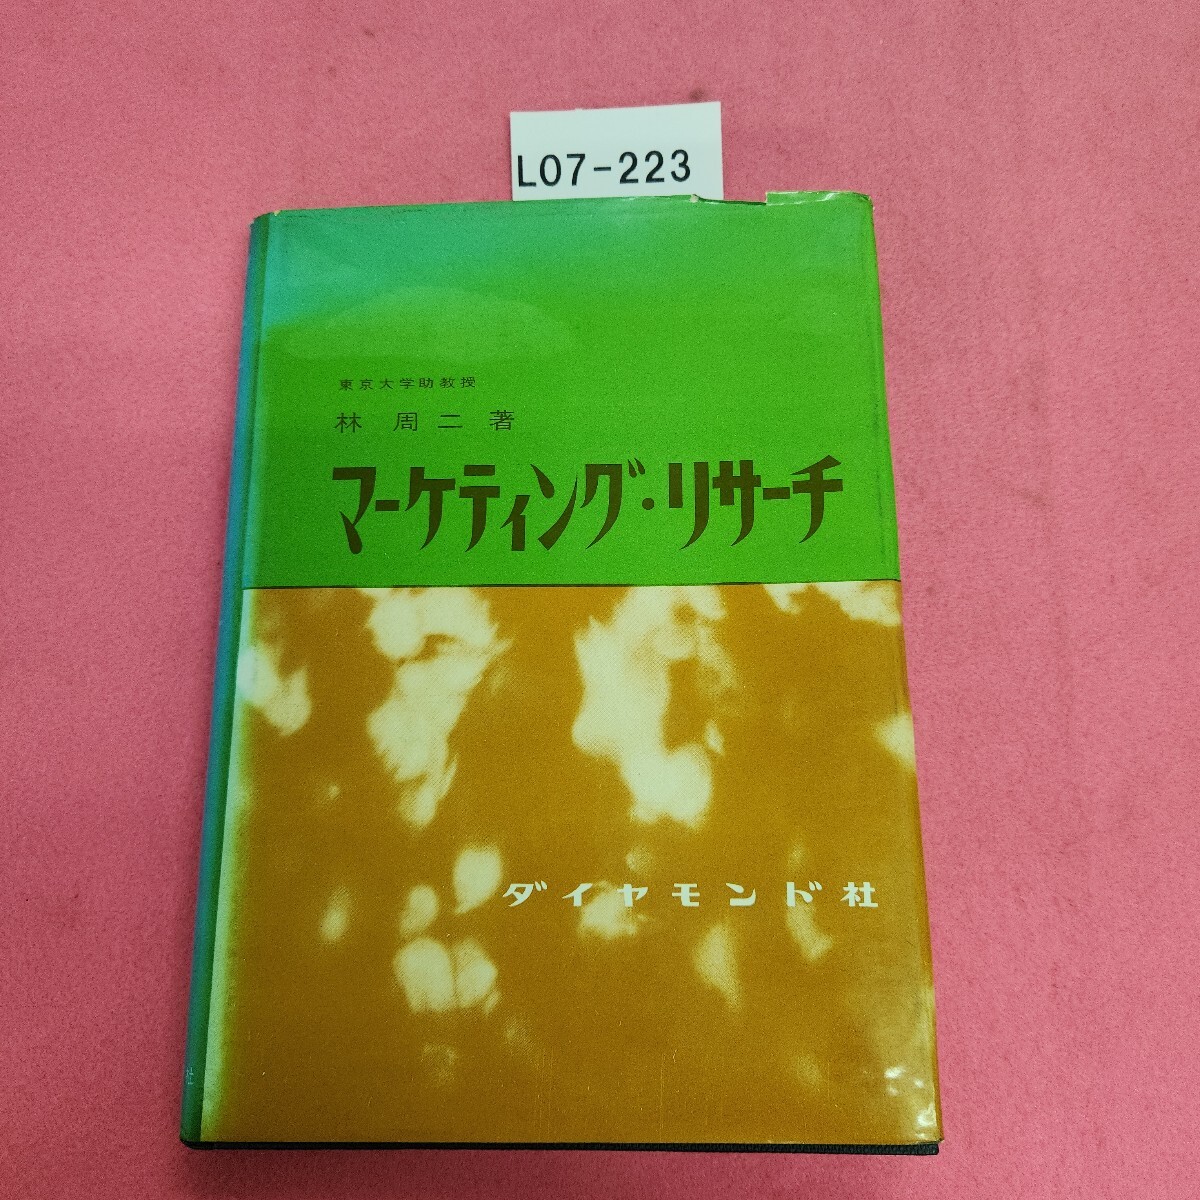 L07-223
東京大学助教授
林 周二 著
マーケティング・リサーチ
ダイヤモンド社
社